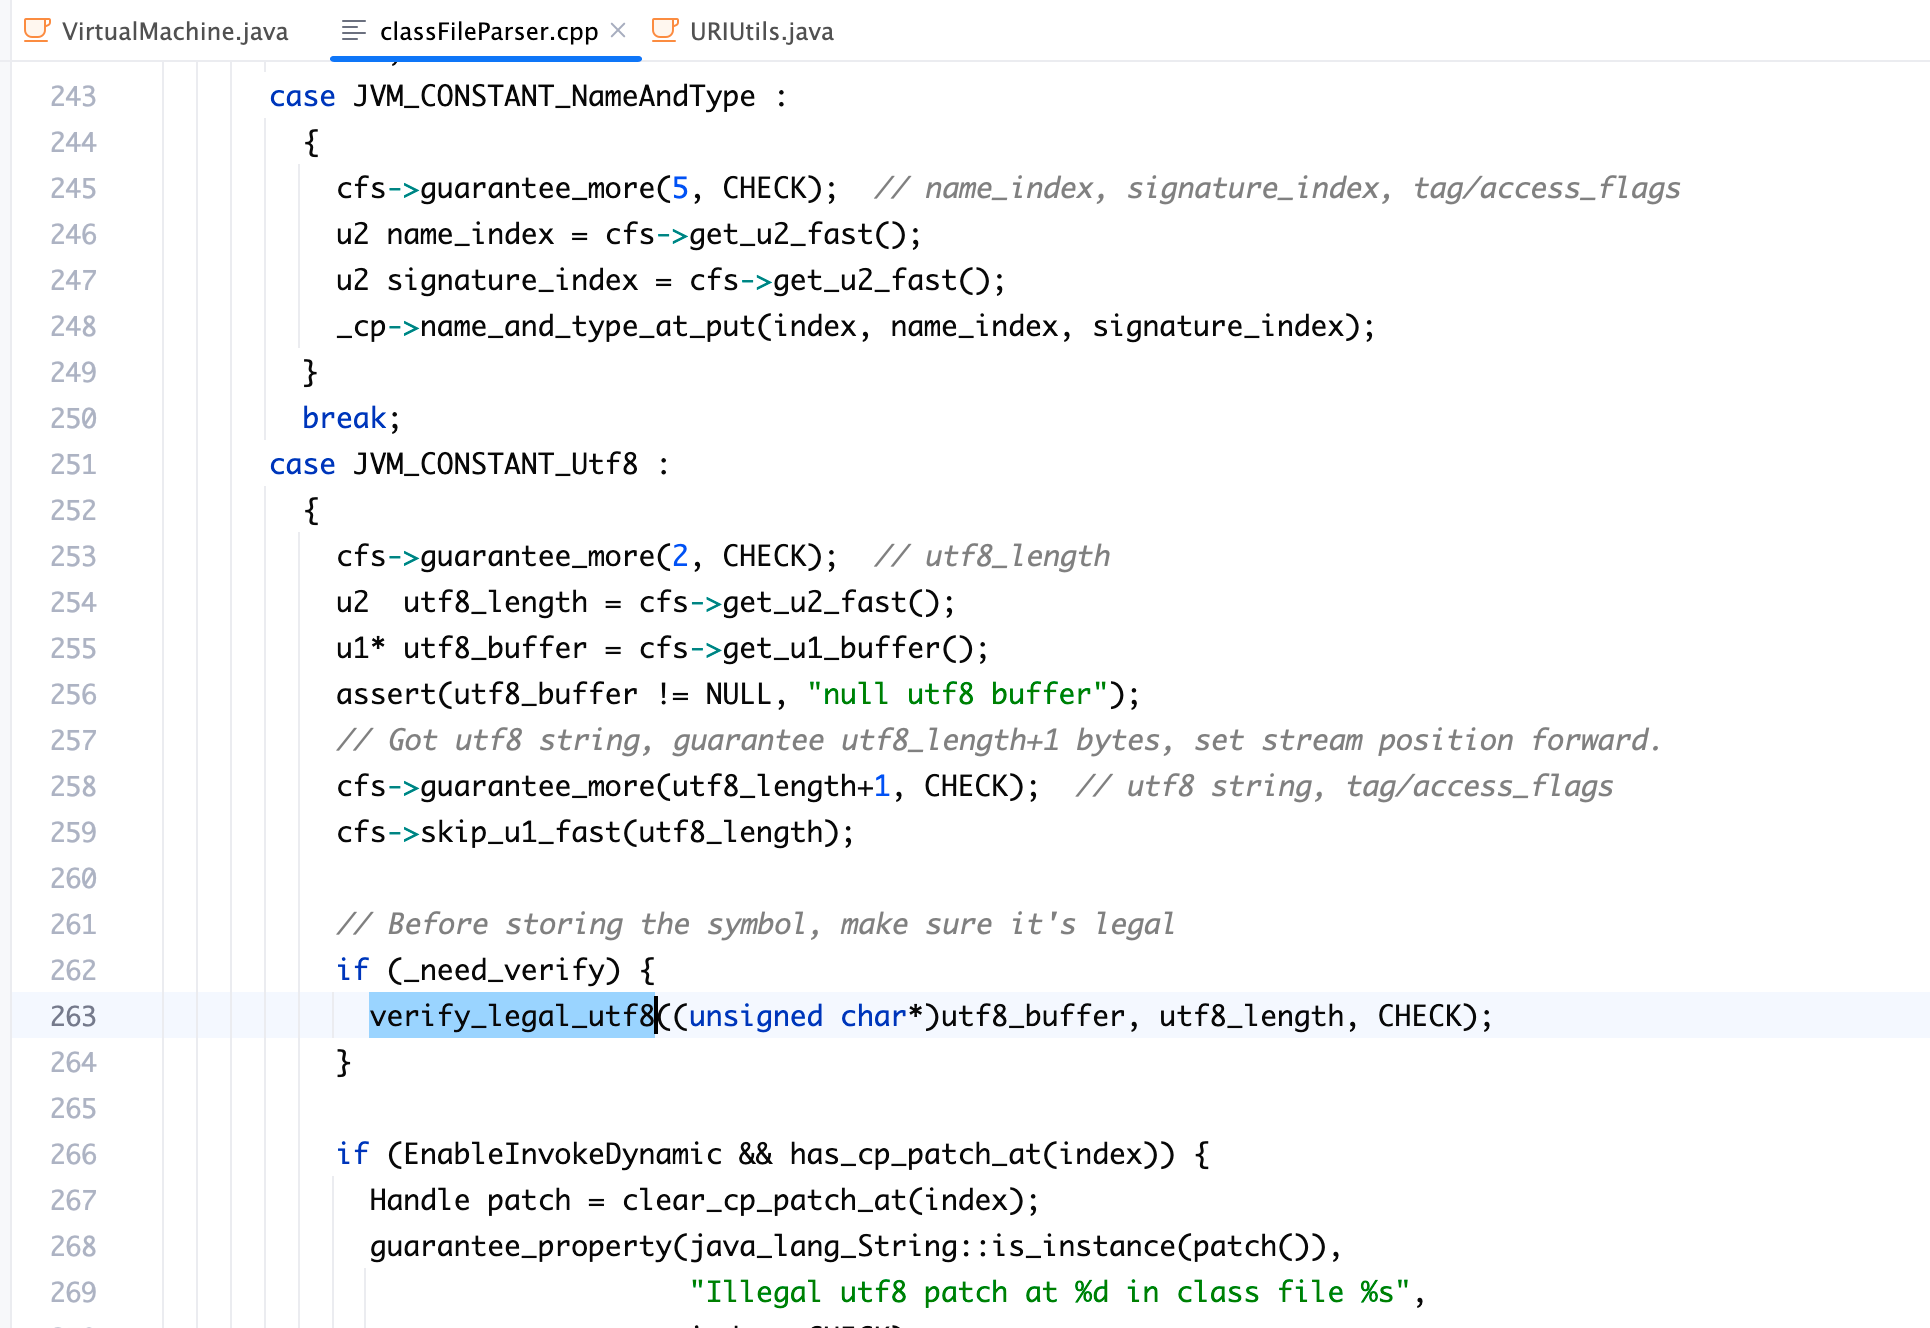 VirtualMachine.java classFileParser.cpp × URIUtils.java
243 case JVM_CONSTANT_NameAndType :
244 {
245 cfs->guarantee_more(5, CHECK);  // name_index, signature_index, tag/access_flags
246 u2 name_index = cfs->get_u2_fast();
247 u2 signature_index = cfs->get_u2_fast();
248 _cp->name_and_type_at_put(index, name_index, signature_index);
249 }
250 break;
251 case JVM_CONSTANT_Utf8 :
252 {
253 cfs->guarantee_more(2, CHECK);  // utf8_length
254 u2  utf8_length = cfs->get_u2_fast();
255 u1* utf8_buffer = cfs->get_u1_buffer();
256 assert(utf8_buffer != NULL, "null utf8 buffer");
257 // Got utf8 string, guarantee utf8_length+1 bytes, set stream position forward.
258 cfs->guarantee_more(utf8_length+1, CHECK);  // utf8 string, tag/access_flags
259 cfs->skip_u1_fast(utf8_length);
260
261 // Before storing the symbol, make sure it's legal
262 if (_need_verify) {
263 verify_legal_utf8((unsigned char*)utf8_buffer, utf8_length, CHECK);
264 }
265
266 if (EnableInvokeDynamic && has_cp_patch_at(index)) {
267 Handle patch = clear_cp_patch_at(index);
268 guarantee_property(java_lang_String::is_instance(patch()),
269 "Illegal utf8 patch at %d in class file %s",